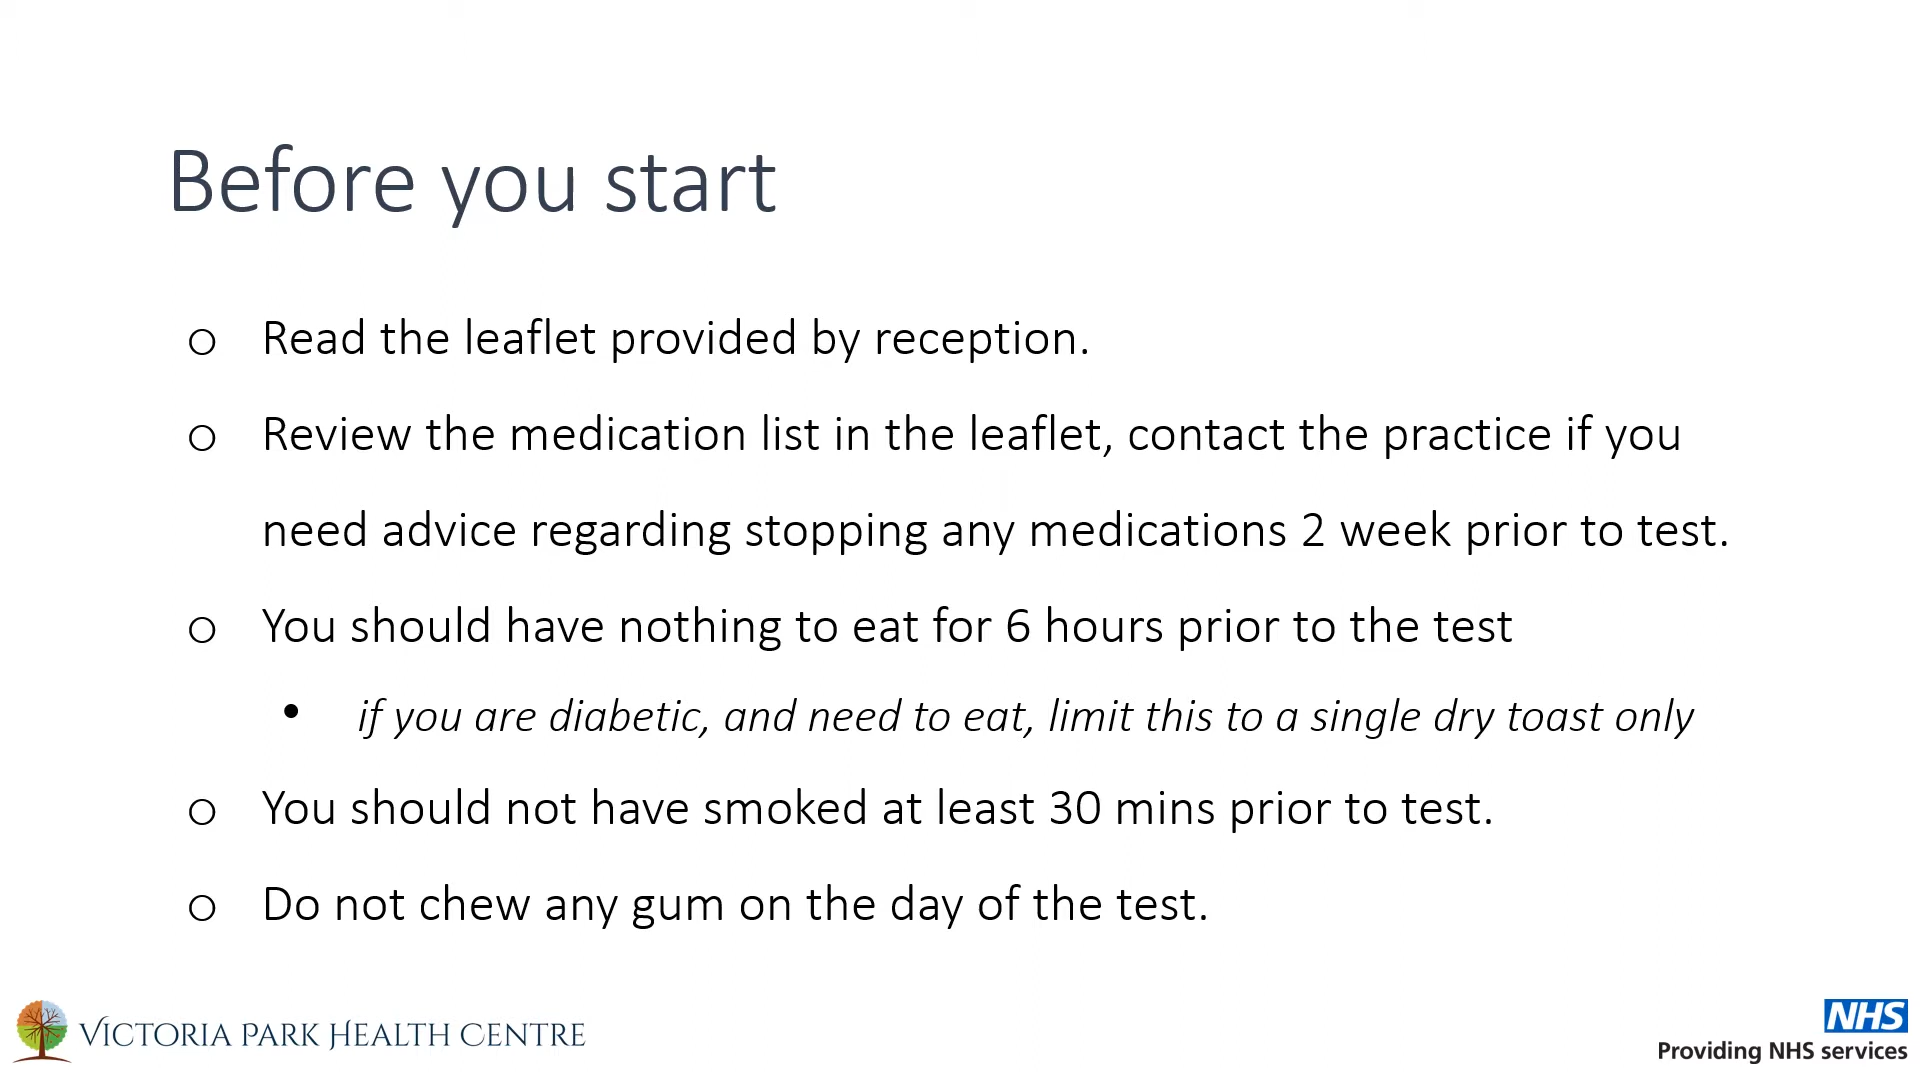 Before you start
o Read the leaflet provided by reception.
o Review the medication list in the leaflet, contact the practice if you
need advice regarding stopping any medications 2 week prior to test.
o You should have nothing to eat for 6 hours prior to the test
• if you are diabetic, and need to eat, limit this to a single dry toast only
o You should not have smoked at least 30 mins prior to test.
o Do not chew any gum on the day of the test.
VICTORIA PARK HEALTH CENTRE
NHS
Providing NHS services